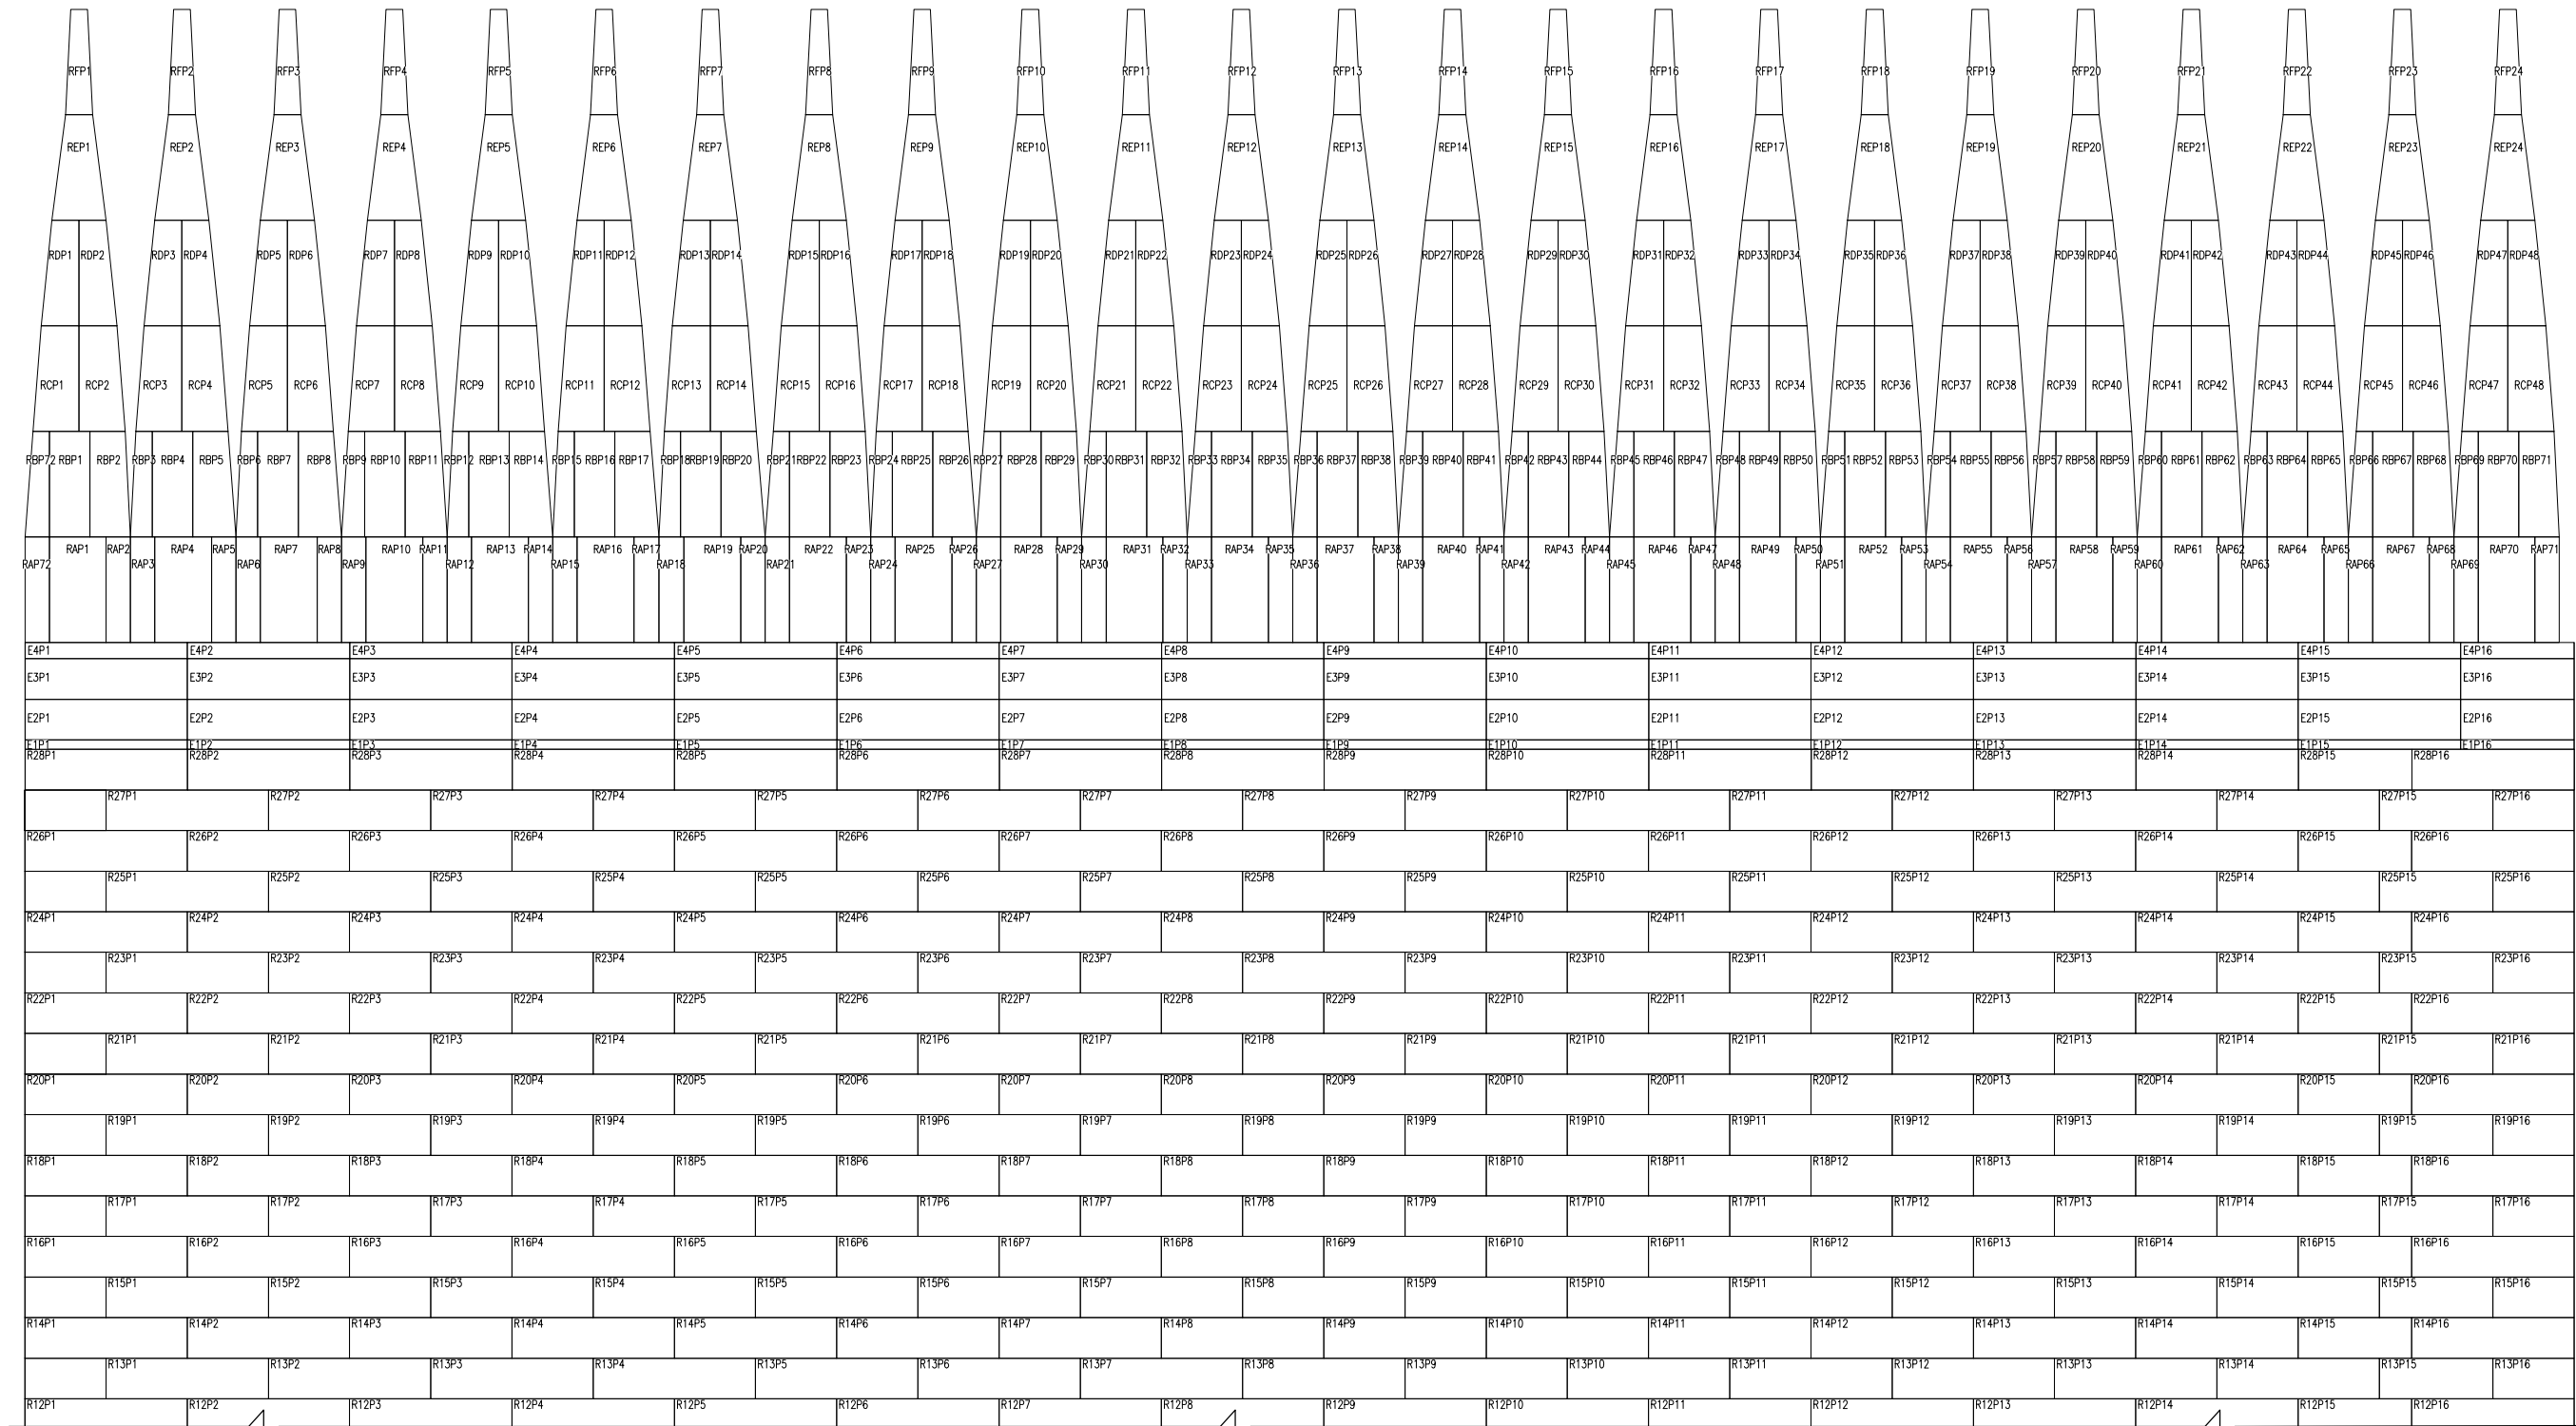 RFP1 RFP2 RFP3 RFP4 RFP5 RFP6 RFP7 RFP8 RFP9 RFP10 RFP11 RFP12 RFP13 RFP14 RFP15 RFP16 RFP17 RFP18 RFP19 RFP20 RFP21 RFP22 RFP23 RFP24
REP1 REP2 REP3 REP4 REP5 REP6 REP7 REP8 REP9 REP10 REP11 REP12 REP13 REP14 REP15 REP16 REP17 REP18 REP19 REP20 REP21 REP22 REP23 REP24
RDP1 RDP2 RDP3 RDP4 RDP5 RDP6 RDP7 RDP8 RDP9 RDP10 RDP11 RDP12 RDP13 RDP14 RDP15 RDP16 RDP17 RDP18 RDP19 RDP20 RDP21 RDP22 RDP23 RDP24 RDP25 RDP26 RDP27 RDP28 RDP29 RDP30 RDP31 RDP32 RDP33 RDP34 RDP35 RDP36 RDP37 RDP38 RDP39 RDP40 RDP41 RDP42 RDP43 RDP44 RDP45 RDP46 RDP47 RDP48
RCP1 RCP2 RCP3 RCP4 RCP5 RCP6 RCP7 RCP8 RCP9 RCP10 RCP11 RCP12 RCP13 RCP14 RCP15 RCP16 RCP17 RCP18 RCP19 RCP20 RCP21 RCP22 RCP23 RCP24 RCP25 RCP26 RCP27 RCP28 RCP29 RCP30 RCP31 RCP32 RCP33 RCP34 RCP35 RCP36 RCP37 RCP38 RCP39 RCP40 RCP41 RCP42 RCP43 RCP44 RCP45 RCP46 RCP47 RCP48
RBP72 RBP1 RBP2 RBP3 RBP4 RBP5 RBP6 RBP7 RBP8 RBP9 RBP10 RBP11 RBP12 RBP13 RBP14 RBP15 RBP16 RBP17 RBP18 RBP19 RBP20 RBP21 RBP22 RBP23 RBP24 RBP25 RBP26 RBP27 RBP28 RBP29 RBP30 RBP31 RBP32 RBP33 RBP34 RBP35 RBP36 RBP37 RBP38 RBP39 RBP40 RBP41 RBP42 RBP43 RBP44 RBP45 RBP46 RBP47 RBP48 RBP49 RBP50 RBP51 RBP52 RBP53 RBP54 RBP55 RBP56 RBP57 RBP58 RBP59 RBP60 RBP61 RBP62 RBP63 RBP64 RBP65 RBP66 RBP67 RBP68 RBP69 RBP70 RBP71
RAP1 RAP2 RAP4 RAP5 RAP7 RAP8 RAP10 RAP11 RAP13 RAP14 RAP16 RAP17 RAP19 RAP20 RAP22 RAP23 RAP25 RAP26 RAP28 RAP29 RAP31 RAP32 RAP34 RAP35 RAP37 RAP38 RAP40 RAP41 RAP43 RAP44 RAP46 RAP47 RAP49 RAP50 RAP52 RAP53 RAP55 RAP56 RAP58 RAP59 RAP61 RAP62 RAP64 RAP65 RAP67 RAP68 RAP70 RAP71
RAP72 RAP3 RAP6 RAP9 RAP12 RAP15 RAP18 RAP21 RAP24 RAP27 RAP30 RAP33 RAP36 RAP39 RAP42 RAP45 RAP48 RAP51 RAP54 RAP57 RAP60 RAP63 RAP66 RAP69
E4P1 E4P2 E4P3 E4P4 E4P5 E4P6 E4P7 E4P8 E4P9 E4P10 E4P11 E4P12 E4P13 E4P14 E4P15 E4P16
E3P1 E3P2 E3P3 E3P4 E3P5 E3P6 E3P7 E3P8 E3P9 E3P10 E3P11 E3P12 E3P13 E3P14 E3P15 E3P16
E2P1 E2P2 E2P3 E2P4 E2P5 E2P6 E2P7 E2P8 E2P9 E2P10 E2P11 E2P12 E2P13 E2P14 E2P15 E2P16
E1P1 E1P2 E1P3 E1P4 E1P5 E1P6 E1P7 E1P8 E1P9 E1P10 E1P11 E1P12 E1P13 E1P14 E1P15 E1P16
R28P1 R28P2 R28P3 R28P4 R28P5 R28P6 R28P7 R28P8 R28P9 R28P10 R28P11 R28P12 R28P13 R28P14 R28P15 R28P16
R27P1 R27P2 R27P3 R27P4 R27P5 R27P6 R27P7 R27P8 R27P9 R27P10 R27P11 R27P12 R27P13 R27P14 R27P15 R27P16
R26P1 R26P2 R26P3 R26P4 R26P5 R26P6 R26P7 R26P8 R26P9 R26P10 R26P11 R26P12 R26P13 R26P14 R26P15 R26P16
R25P1 R25P2 R25P3 R25P4 R25P5 R25P6 R25P7 R25P8 R25P9 R25P10 R25P11 R25P12 R25P13 R25P14 R25P15 R25P16
R24P1 R24P2 R24P3 R24P4 R24P5 R24P6 R24P7 R24P8 R24P9 R24P10 R24P11 R24P12 R24P13 R24P14 R24P15 R24P16
R23P1 R23P2 R23P3 R23P4 R23P5 R23P6 R23P7 R23P8 R23P9 R23P10 R23P11 R23P12 R23P13 R23P14 R23P15 R23P16
R22P1 R22P2 R22P3 R22P4 R22P5 R22P6 R22P7 R22P8 R22P9 R22P10 R22P11 R22P12 R22P13 R22P14 R22P15 R22P16
R21P1 R21P2 R21P3 R21P4 R21P5 R21P6 R21P7 R21P8 R21P9 R21P10 R21P11 R21P12 R21P13 R21P14 R21P15 R21P16
R20P1 R20P2 R20P3 R20P4 R20P5 R20P6 R20P7 R20P8 R20P9 R20P10 R20P11 R20P12 R20P13 R20P14 R20P15 R20P16
R19P1 R19P2 R19P3 R19P4 R19P5 R19P6 R19P7 R19P8 R19P9 R19P10 R19P11 R19P12 R19P13 R19P14 R19P15 R19P16
R18P1 R18P2 R18P3 R18P4 R18P5 R18P6 R18P7 R18P8 R18P9 R18P10 R18P11 R18P12 R18P13 R18P14 R18P15 R18P16
R17P1 R17P2 R17P3 R17P4 R17P5 R17P6 R17P7 R17P8 R17P9 R17P10 R17P11 R17P12 R17P13 R17P14 R17P15 R17P16
R16P1 R16P2 R16P3 R16P4 R16P5 R16P6 R16P7 R16P8 R16P9 R16P10 R16P11 R16P12 R16P13 R16P14 R16P15 R16P16
R15P1 R15P2 R15P3 R15P4 R15P5 R15P6 R15P7 R15P8 R15P9 R15P10 R15P11 R15P12 R15P13 R15P14 R15P15 R15P16
R14P1 R14P2 R14P3 R14P4 R14P5 R14P6 R14P7 R14P8 R14P9 R14P10 R14P11 R14P12 R14P13 R14P14 R14P15 R14P16
R13P1 R13P2 R13P3 R13P4 R13P5 R13P6 R13P7 R13P8 R13P9 R13P10 R13P11 R13P12 R13P13 R13P14 R13P15 R13P16
R12P1 R12P2 R12P3 R12P4 R12P5 R12P6 R12P7 R12P8 R12P9 R12P10 R12P11 R12P12 R12P13 R12P14 R12P15 R12P16